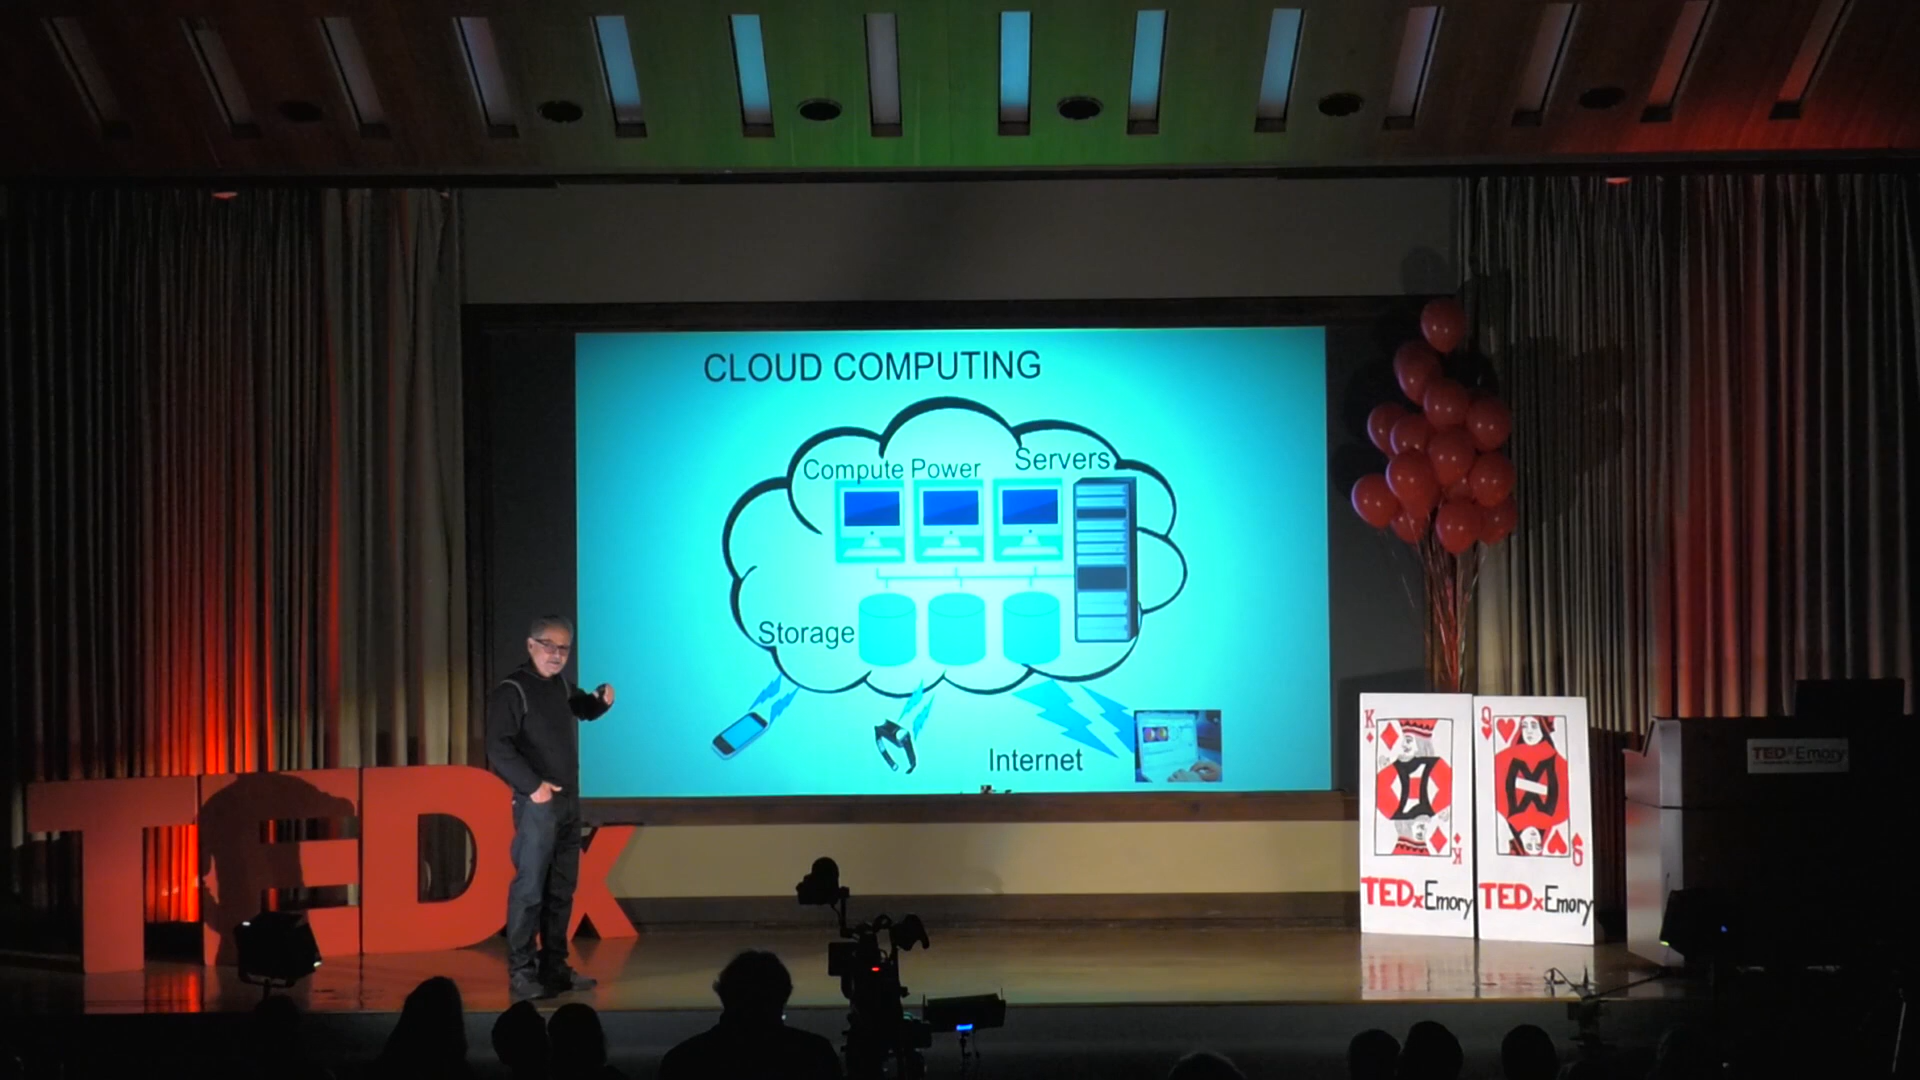 CLOUD COMPUTING
Compute Power
Servers
Storage
Internet
TEDx
K
K
Q
Q
TEDxEmory
TEDxEmory
TEDxEmory